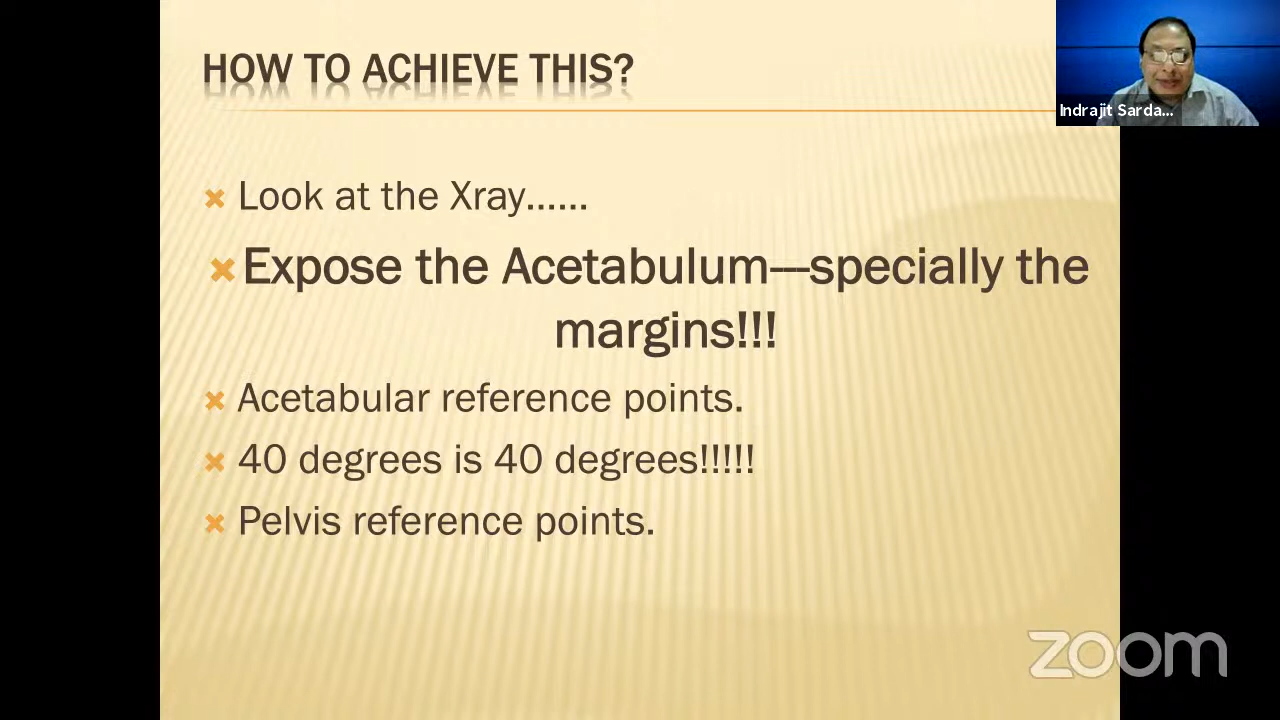 HOW TO ACHIEVE THIS?
Indrajit Sarda...
Look at the Xray......
Expose the Acetabulum---specially the
margins!!!
Acetabular reference points.
40 degrees is 40 degrees!!!!!
Pelvis reference points.
zoom